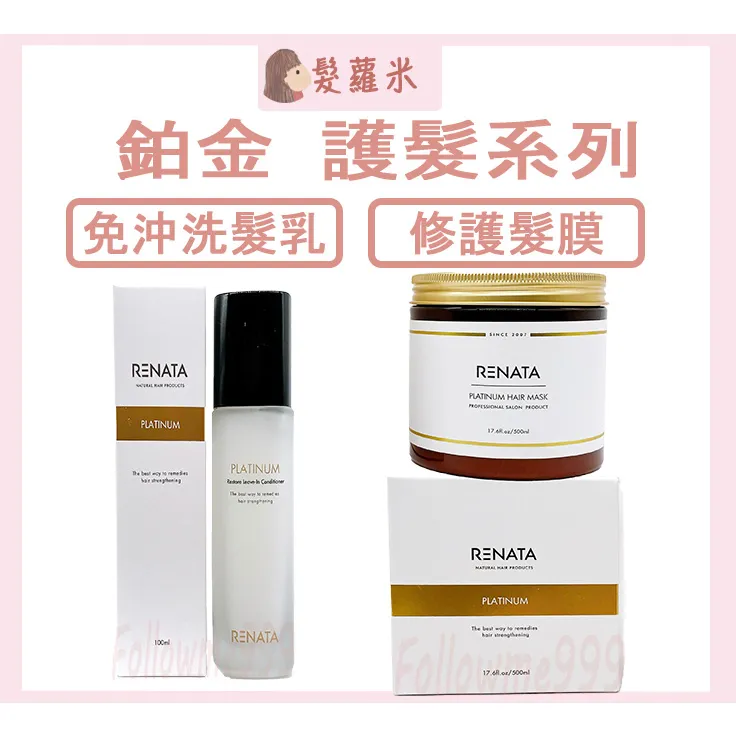 髮蘿米
鉑金 護髮系列
免沖洗髮乳
修護髮膜
RENATA
NATURAL HAIR PRODUCTS
PLATINUM
The best way to remedies
hair strengthening
100ml
PLATINUM
Restore Leave-In Conditioner
The best way to remedies
hair strengthening
RENATA
SINCE 2007
RENATA
PLATINUM HAIR MASK
PROFESSIONAL SALON PRODUCT
17.6fl.oz/500ml
RENATA
NATURAL HAIR PRODUCTS
PLATINUM
The best way to remedies
hair strengthening
17.6fl.oz/500ml
Followme999
Followme999